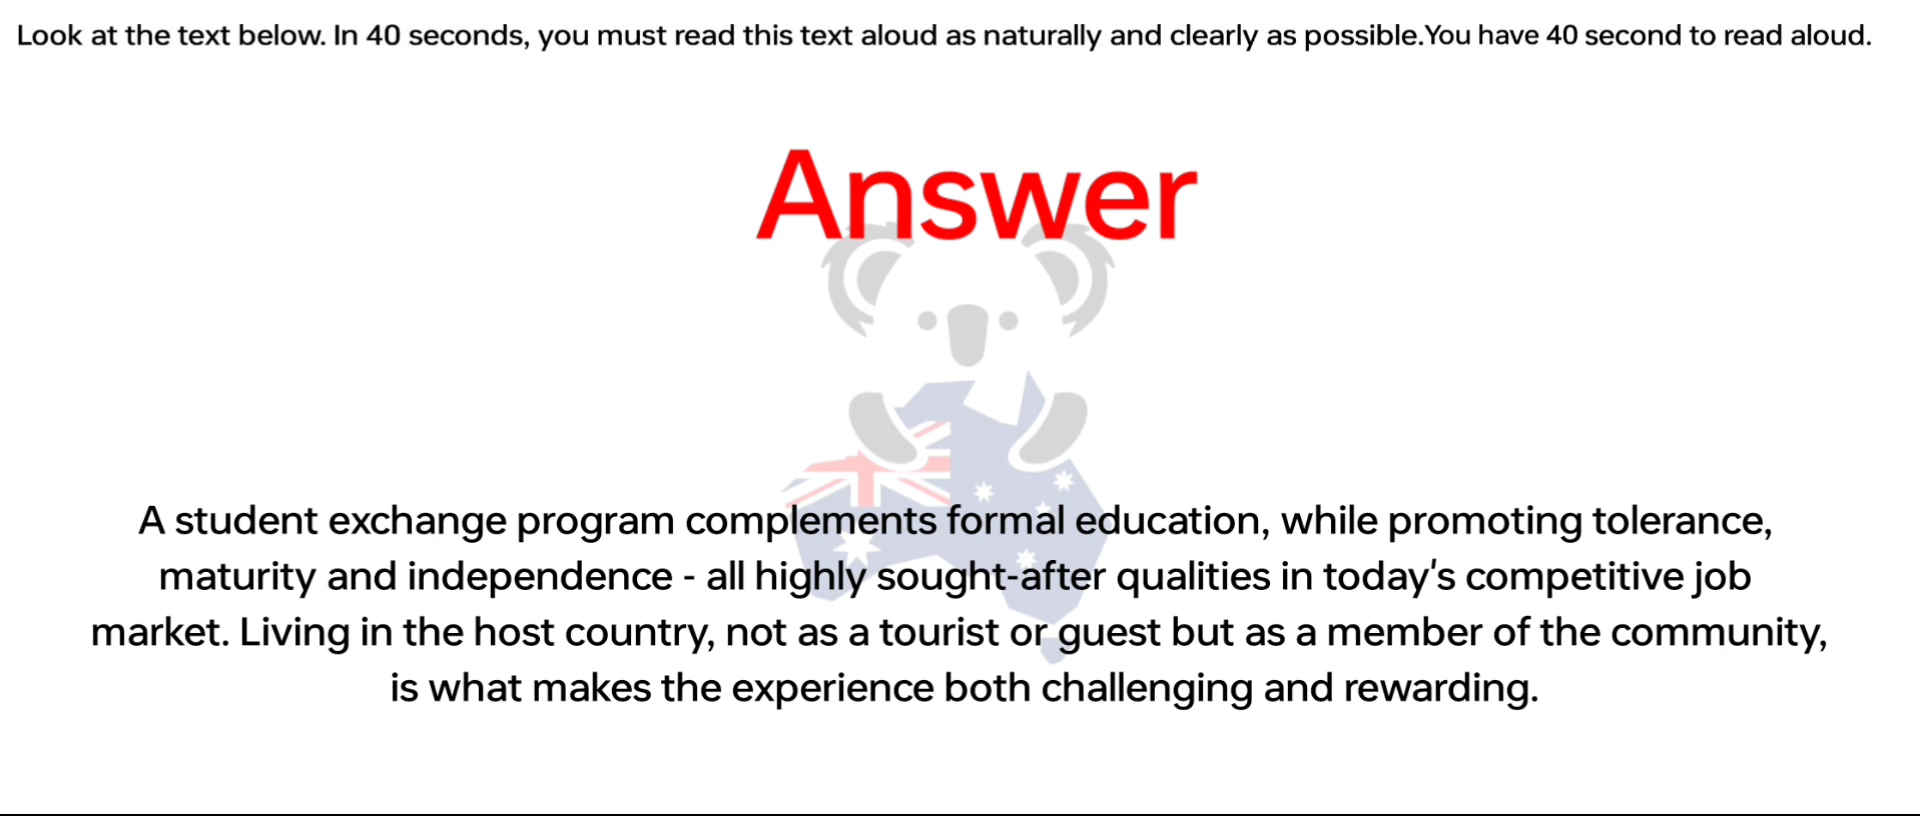 Look at the text below. In 40 seconds, you must read this text aloud as naturally and clearly as possible.You have 40 second to read aloud.
Answer
A student exchange program complements formal education, while promoting tolerance,
maturity and independence - all highly sought-after qualities in today's competitive job
market. Living in the host country, not as a tourist or guest but as a member of the community,
is what makes the experience both challenging and rewarding.